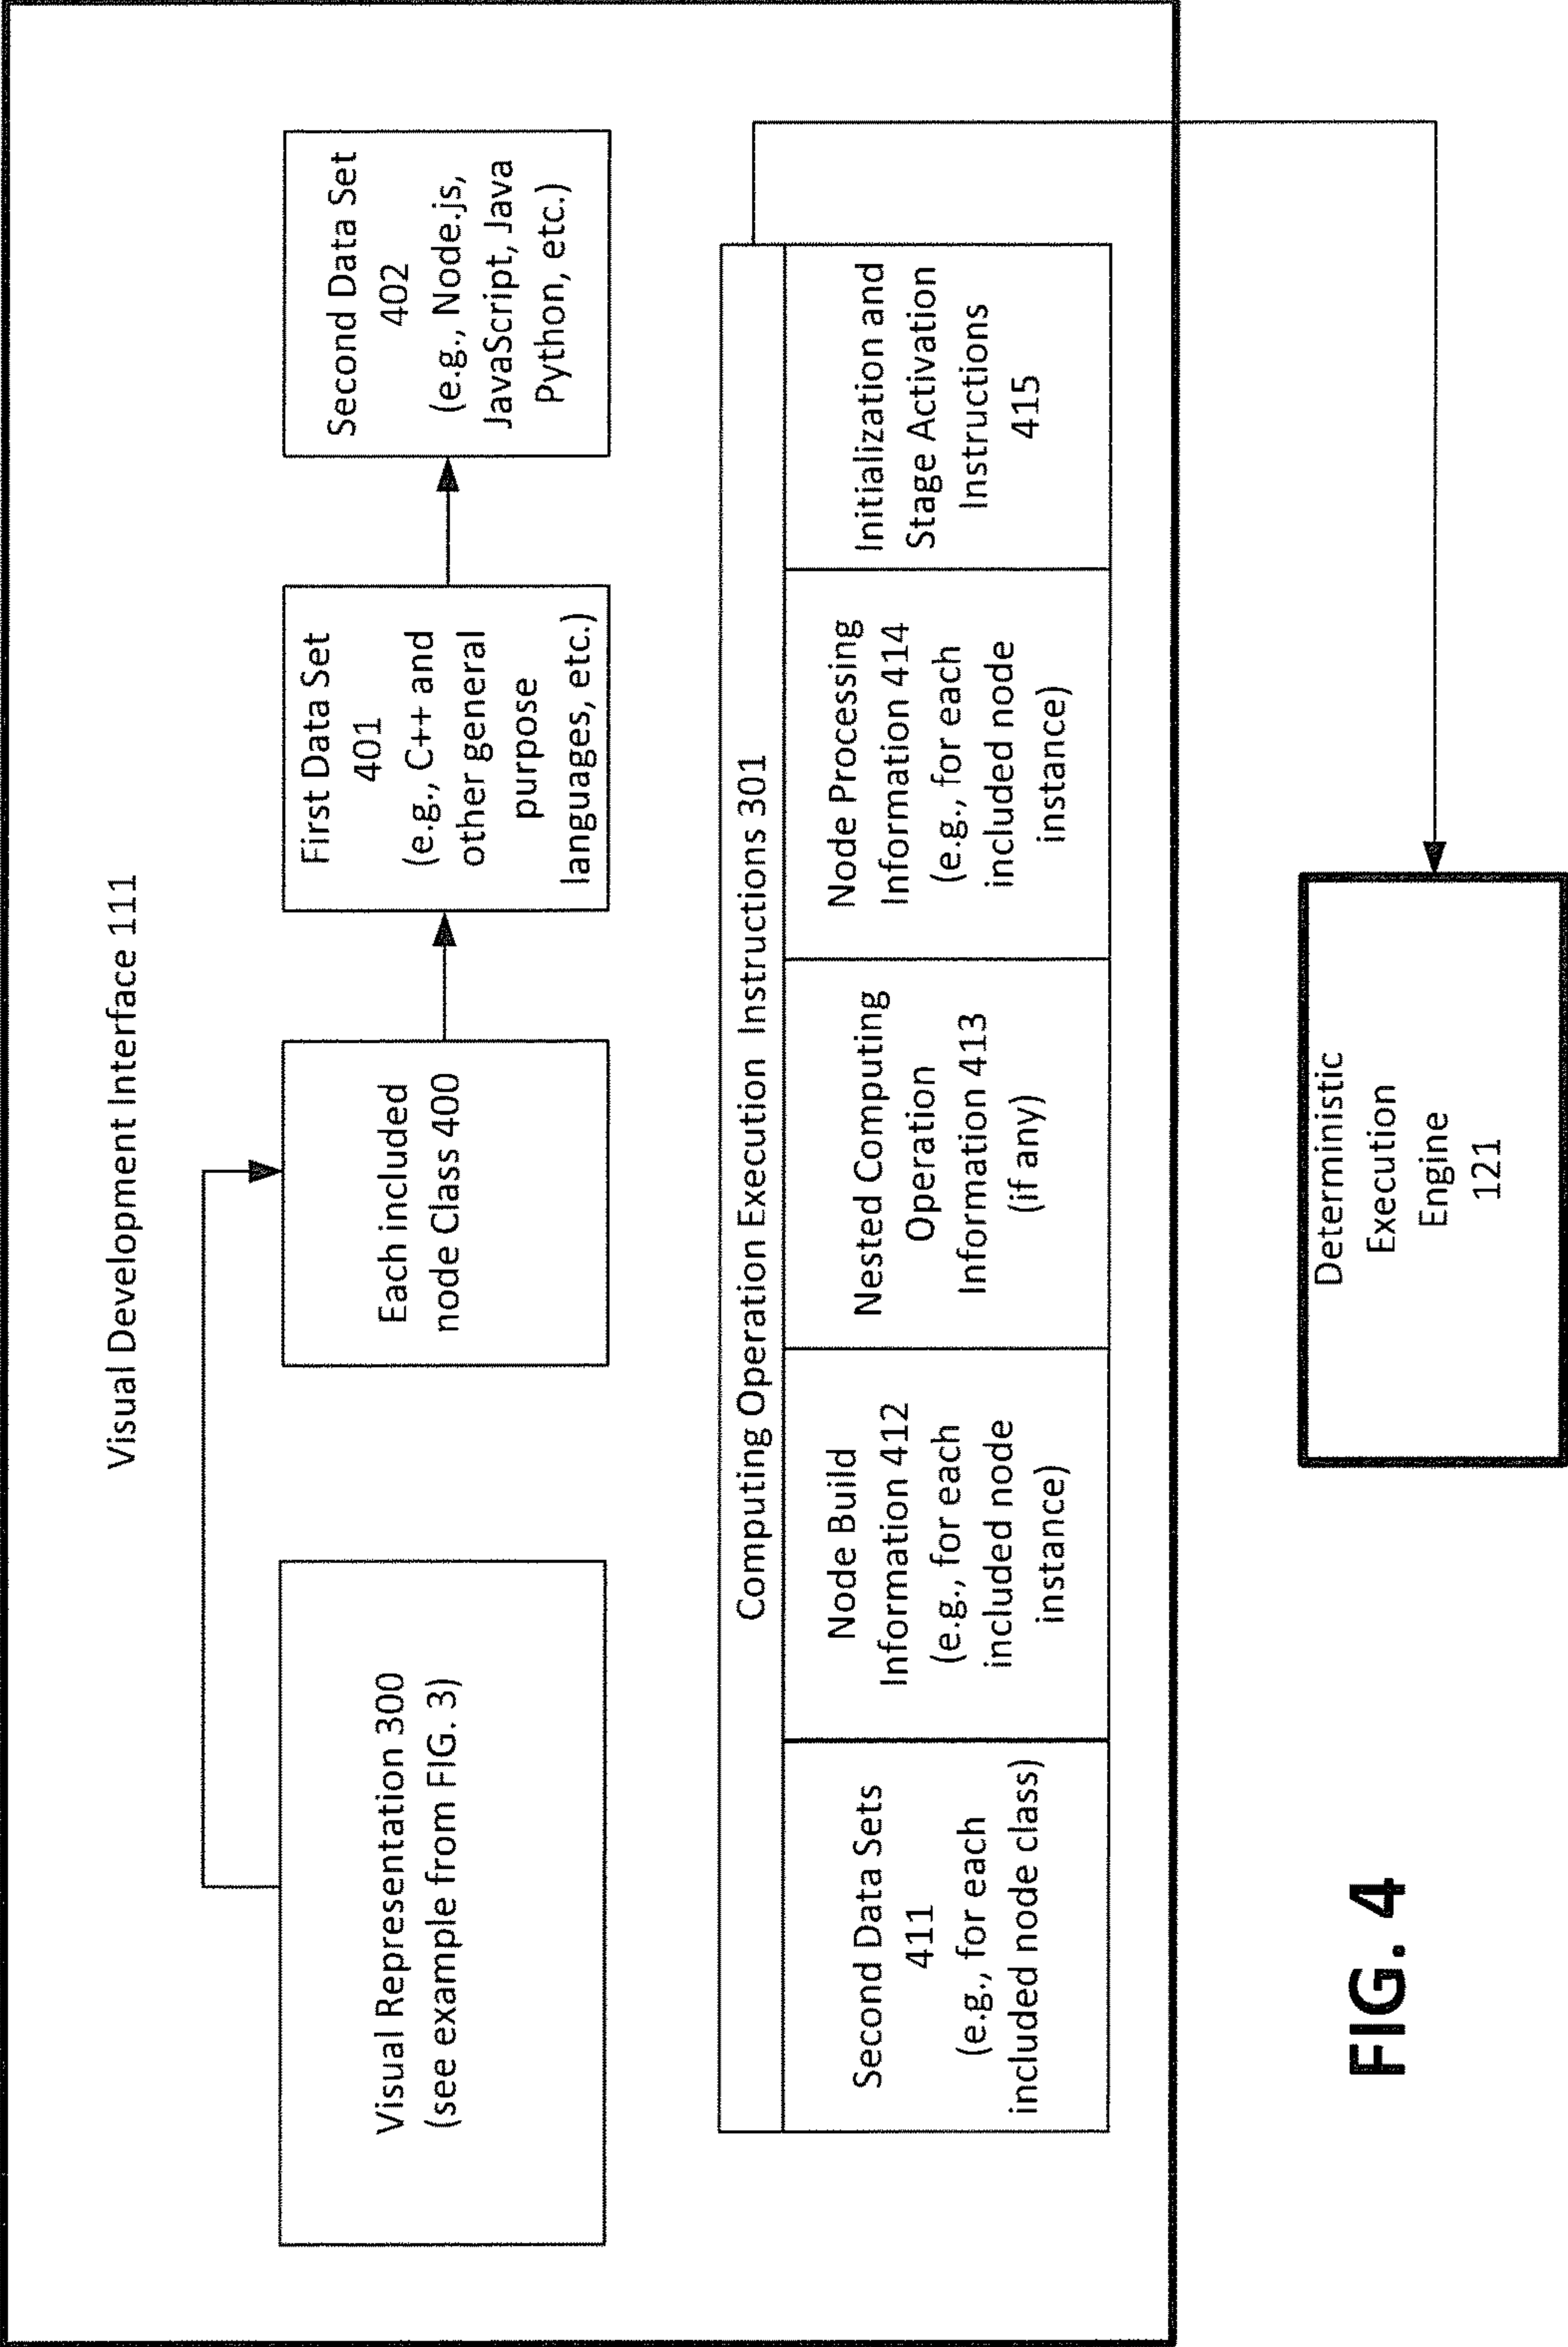 Visual Development Interface 111
Visual Representation 300
(see example from FIG. 3)
Each included
node Class 400
First Data Set
401
(e.g., C++ and
other general
purpose
languages, etc.)
Second Data Set
402
(e.g., Node.js,
JavaScript, Java
Python, etc.)
Computing Operation Execution Instructions 301
Second Data Sets
411
(e.g., for each
included node class)
Node Build
Information 412
(e.g., for each
included node
instance)
Nested Computing
Operation
Information 413
(if any)
Node Processing
Information 414
(e.g., for each
included node
instance)
Initialization and
Stage Activation
Instructions
415
Deterministic
Execution
Engine
121
FIG. 4